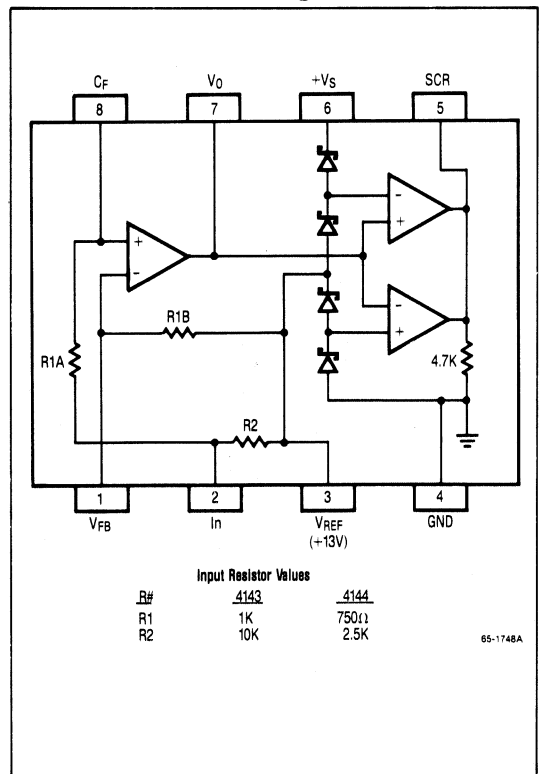 CF VO +VS SCR
8 7 6 5
- +
+ -
R1B
- +
R1A 4.7K
R2
1 2 3 4
VFB In VREF GND
(+13V)
Input Resistor Values
R# 4143 4144
R1 1K 750Ω
R2 10K 2.5K
65-1748A